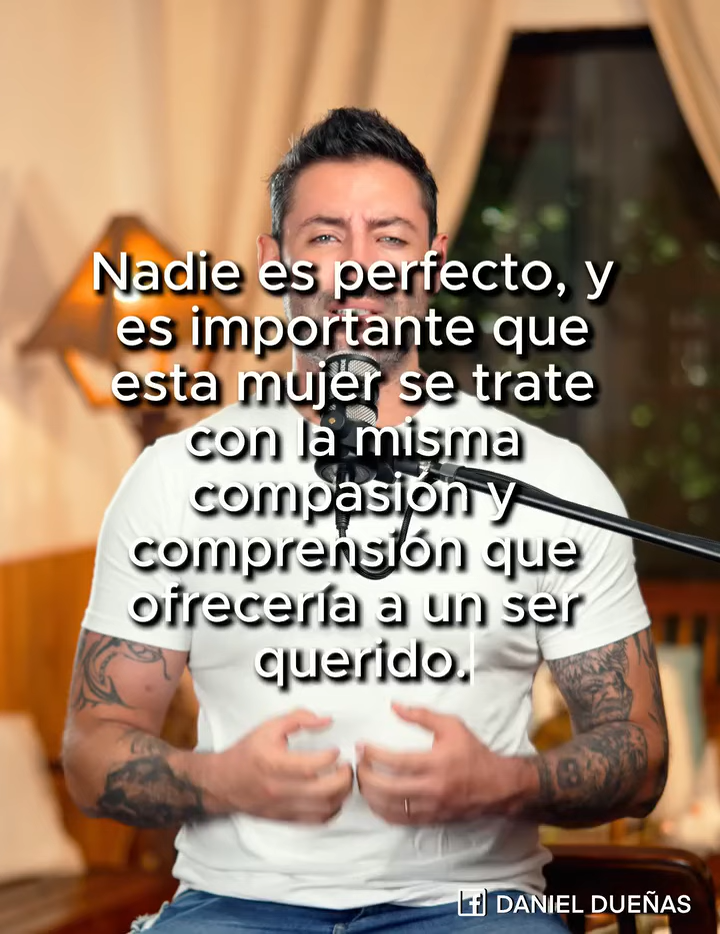 Nadie es perfecto, y
es importante que
esta mujer se trate
con la misma
compasión y
comprensión que
ofrecería a un ser
querido.
DANIEL DUEÑAS